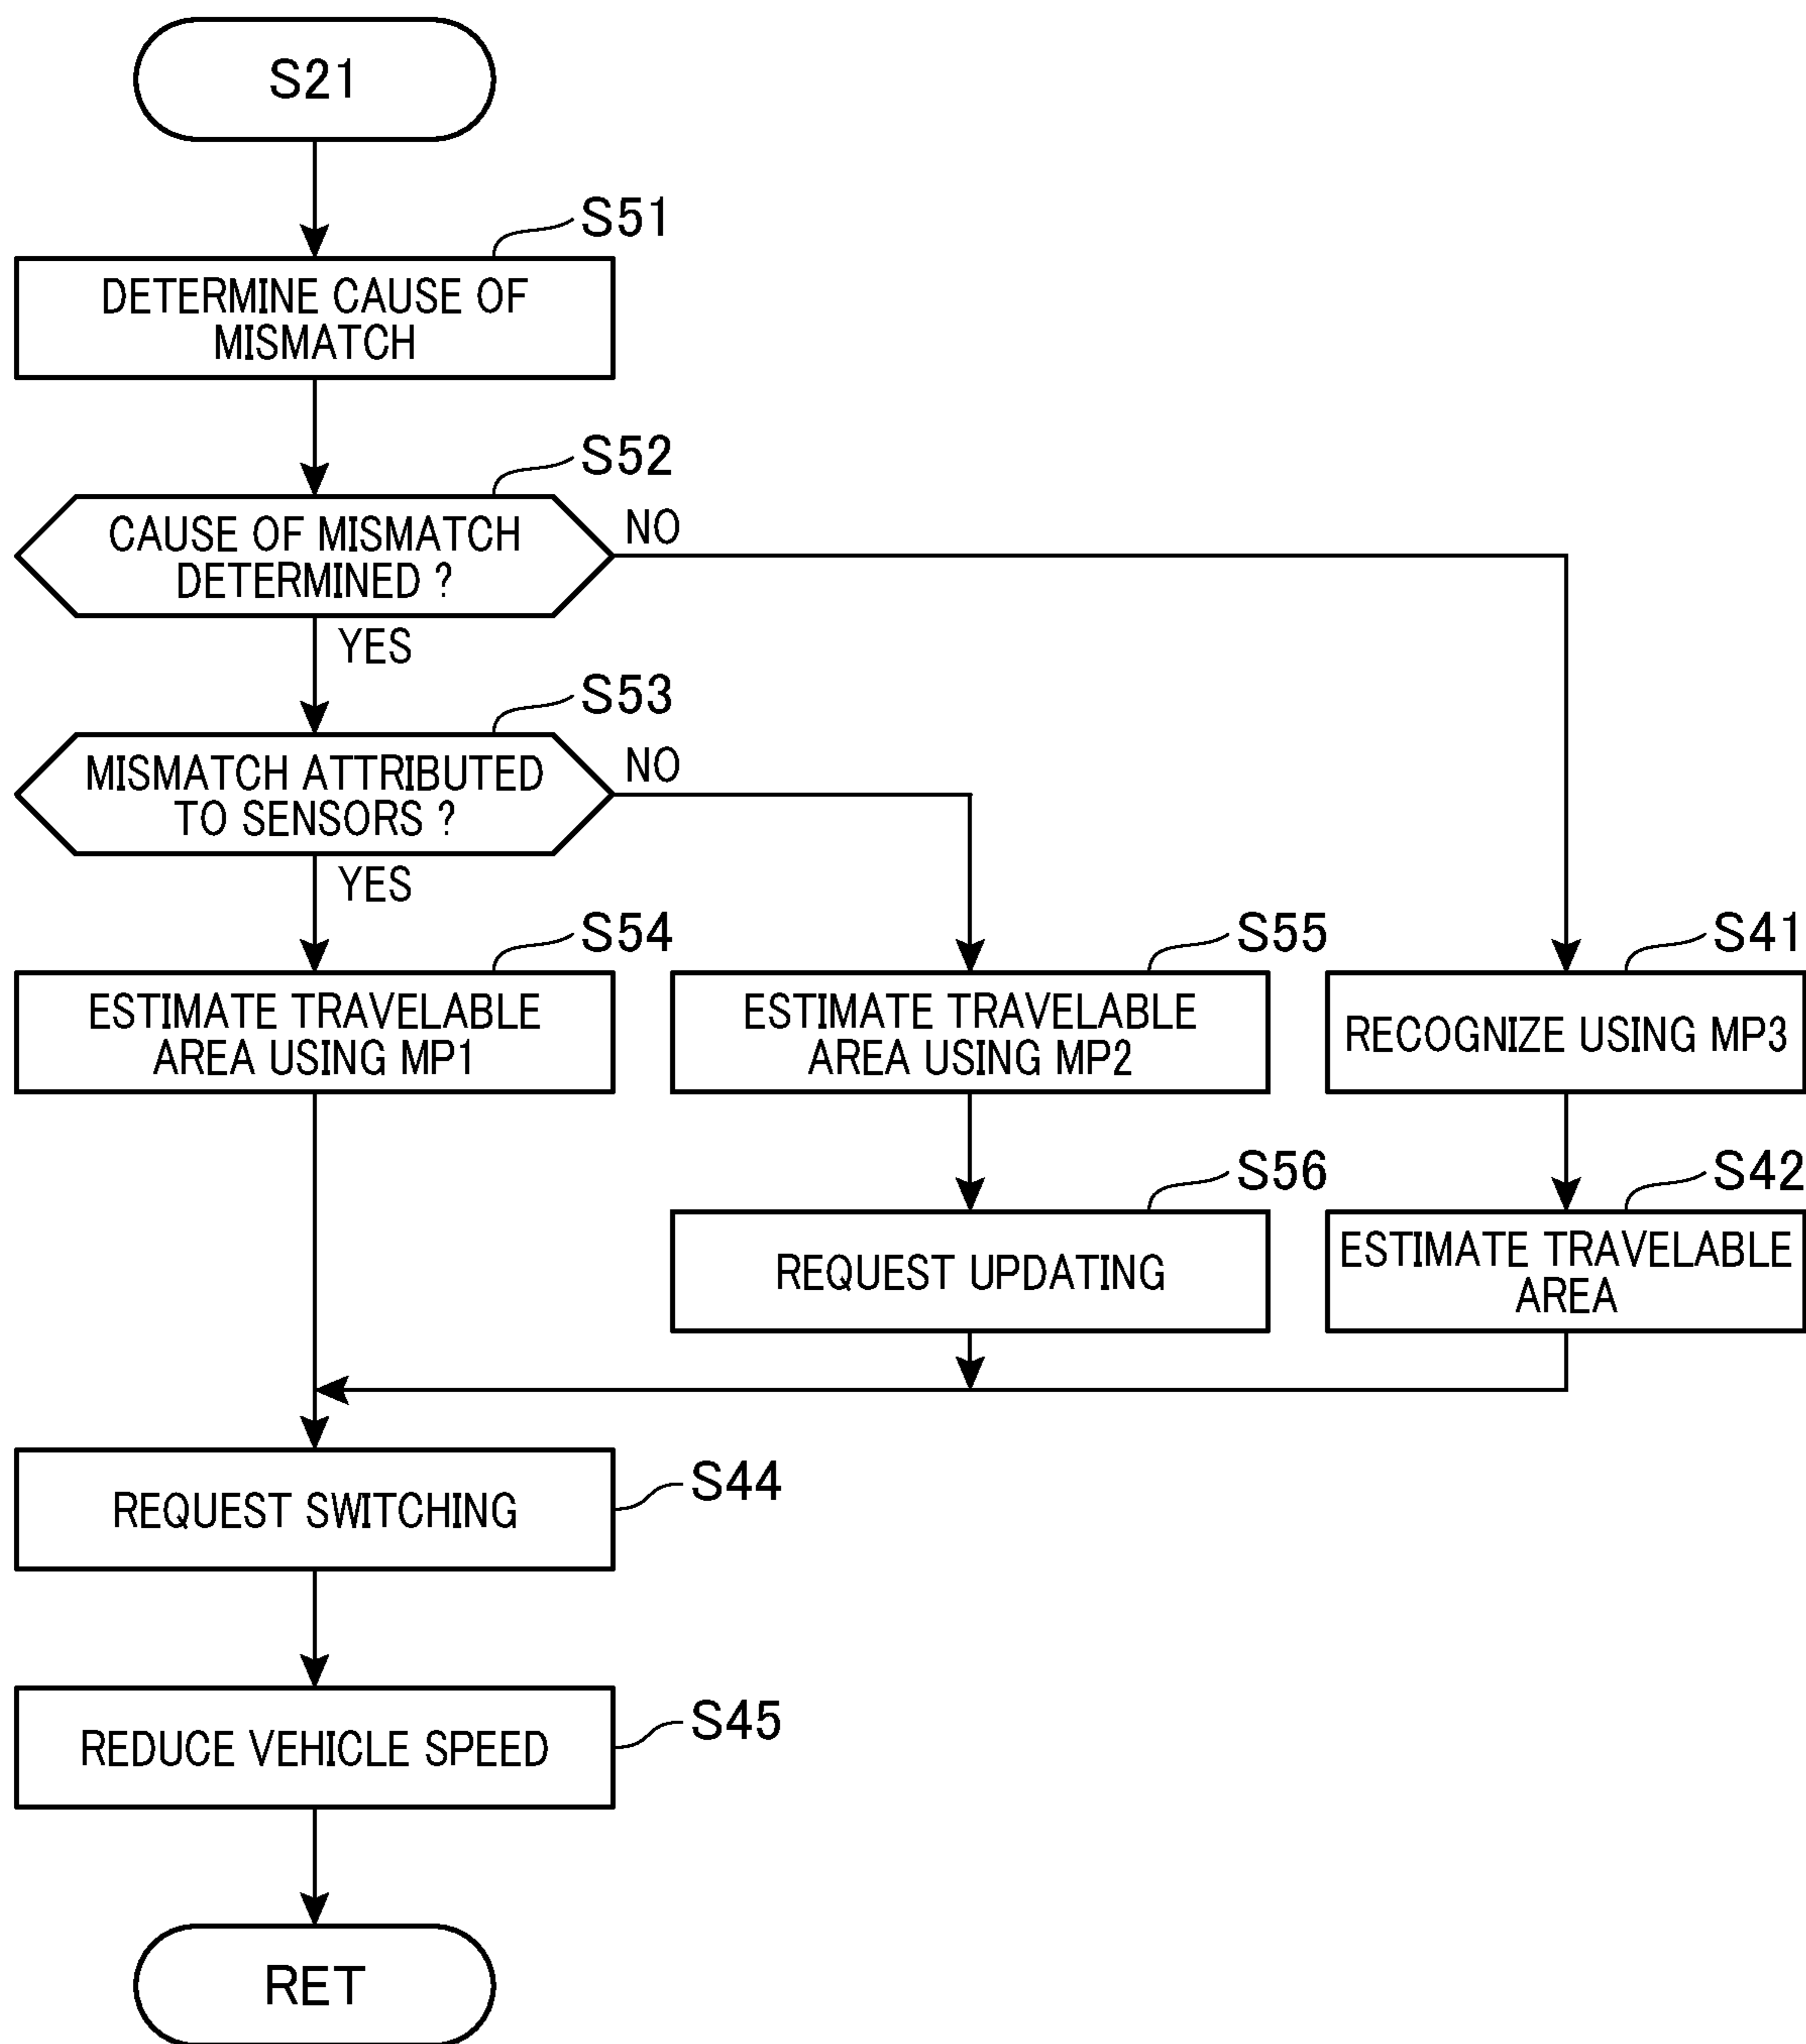 S21
S51
DETERMINE CAUSE OF
MISMATCH
S52
CAUSE OF MISMATCH
DETERMINED ?
NO
YES
S53
MISMATCH ATTRIBUTED
TO SENSORS ?
NO
YES
S54
ESTIMATE TRAVELABLE
AREA USING MP1
S55
ESTIMATE TRAVELABLE
AREA USING MP2
S41
RECOGNIZE USING MP3
S56
REQUEST UPDATING
S42
ESTIMATE TRAVELABLE
AREA
REQUEST SWITCHING
S44
REDUCE VEHICLE SPEED
S45
RET